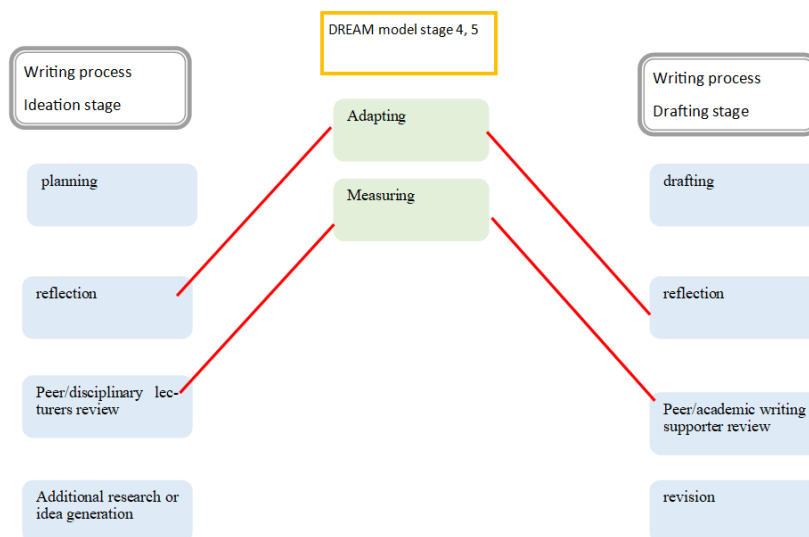 DREAM model stage 4, 5
Writing process
Ideation stage
Writing process
Drafting stage
Adapting
Measuring
planning
reflection
Peer/disciplinary lec-
turers review
Additional research or
idea generation
drafting
reflection
Peer/academic writing
supporter review
revision